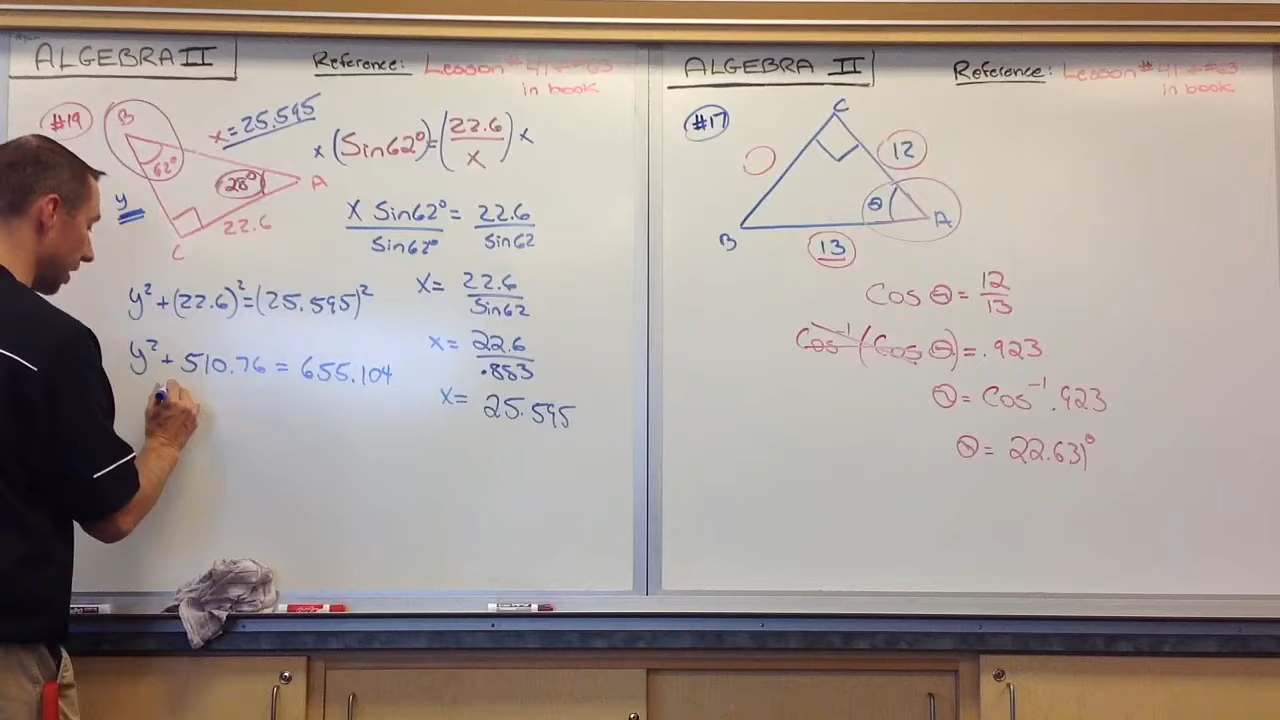 ALGEBRA II
Reference: Lesson # 41 + #63
in book
#19
B
x = 25.595
62°
28°
A
y
22.6
C
x (Sin62°) = (22.6/x) x
x Sin62° / Sin62° = 22.6 / Sin62
x = 22.6 / Sin62
x = 22.6 / .883
x = 25.595
y² + (22.6)² = (25.595)²
y² + 510.76 = 655.104
ALGEBRA II
Reference: Lesson # 41 + #63
in book
#17
C
12
θ
A
B
13
Cos θ = 12/13
Cos⁻¹(Cos θ) = .923
θ = Cos⁻¹ .923
θ = 22.631°